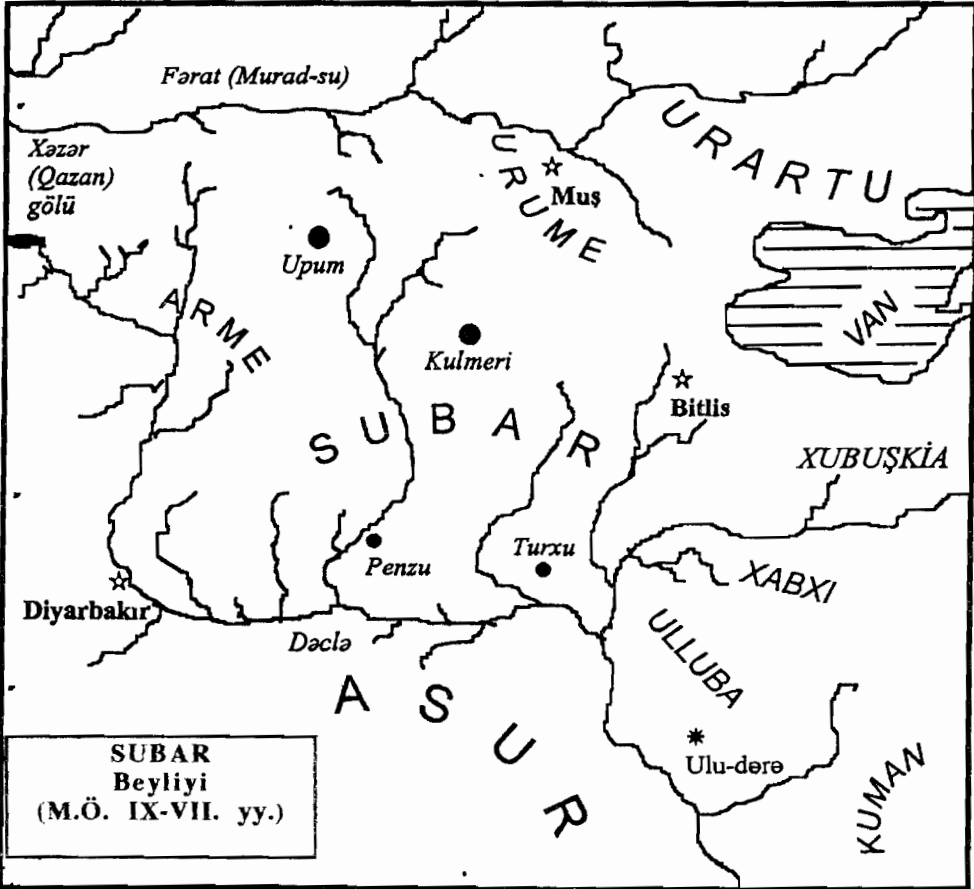 Fərat (Murad-su)
URARTU
Xəzər
(Qazan)
gölü
URUME
Muş
Upum
ARME
VAN
Kulmeri
Bitlis
SUBAR
XUBUŞKİA
Penzu
Turxu
XABXI
Diyarbakır
Dəclə
ULLUBA
ASUR
Ulu-dərə
KUMAN
SUBAR
Beyliyi
(M.Ö. IX-VII. yy.)